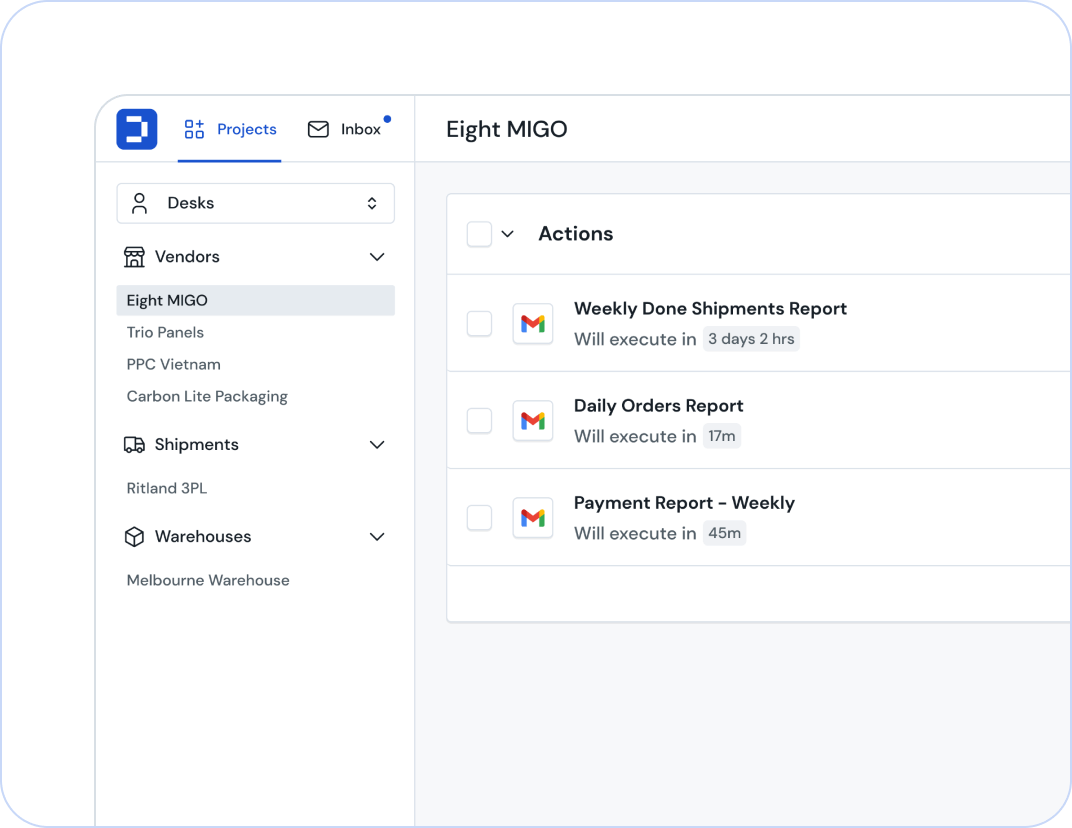 Projects
Inbox
Eight MIGO
Desks
Vendors
Eight MIGO
Trio Panels
PPC Vietnam
Carbon Lite Packaging
Shipments
Ritland 3PL
Warehouses
Melbourne Warehouse
Actions
Weekly Done Shipments Report
Will execute in 3 days 2 hrs
Daily Orders Report
Will execute in 17m
Payment Report - Weekly
Will execute in 45m